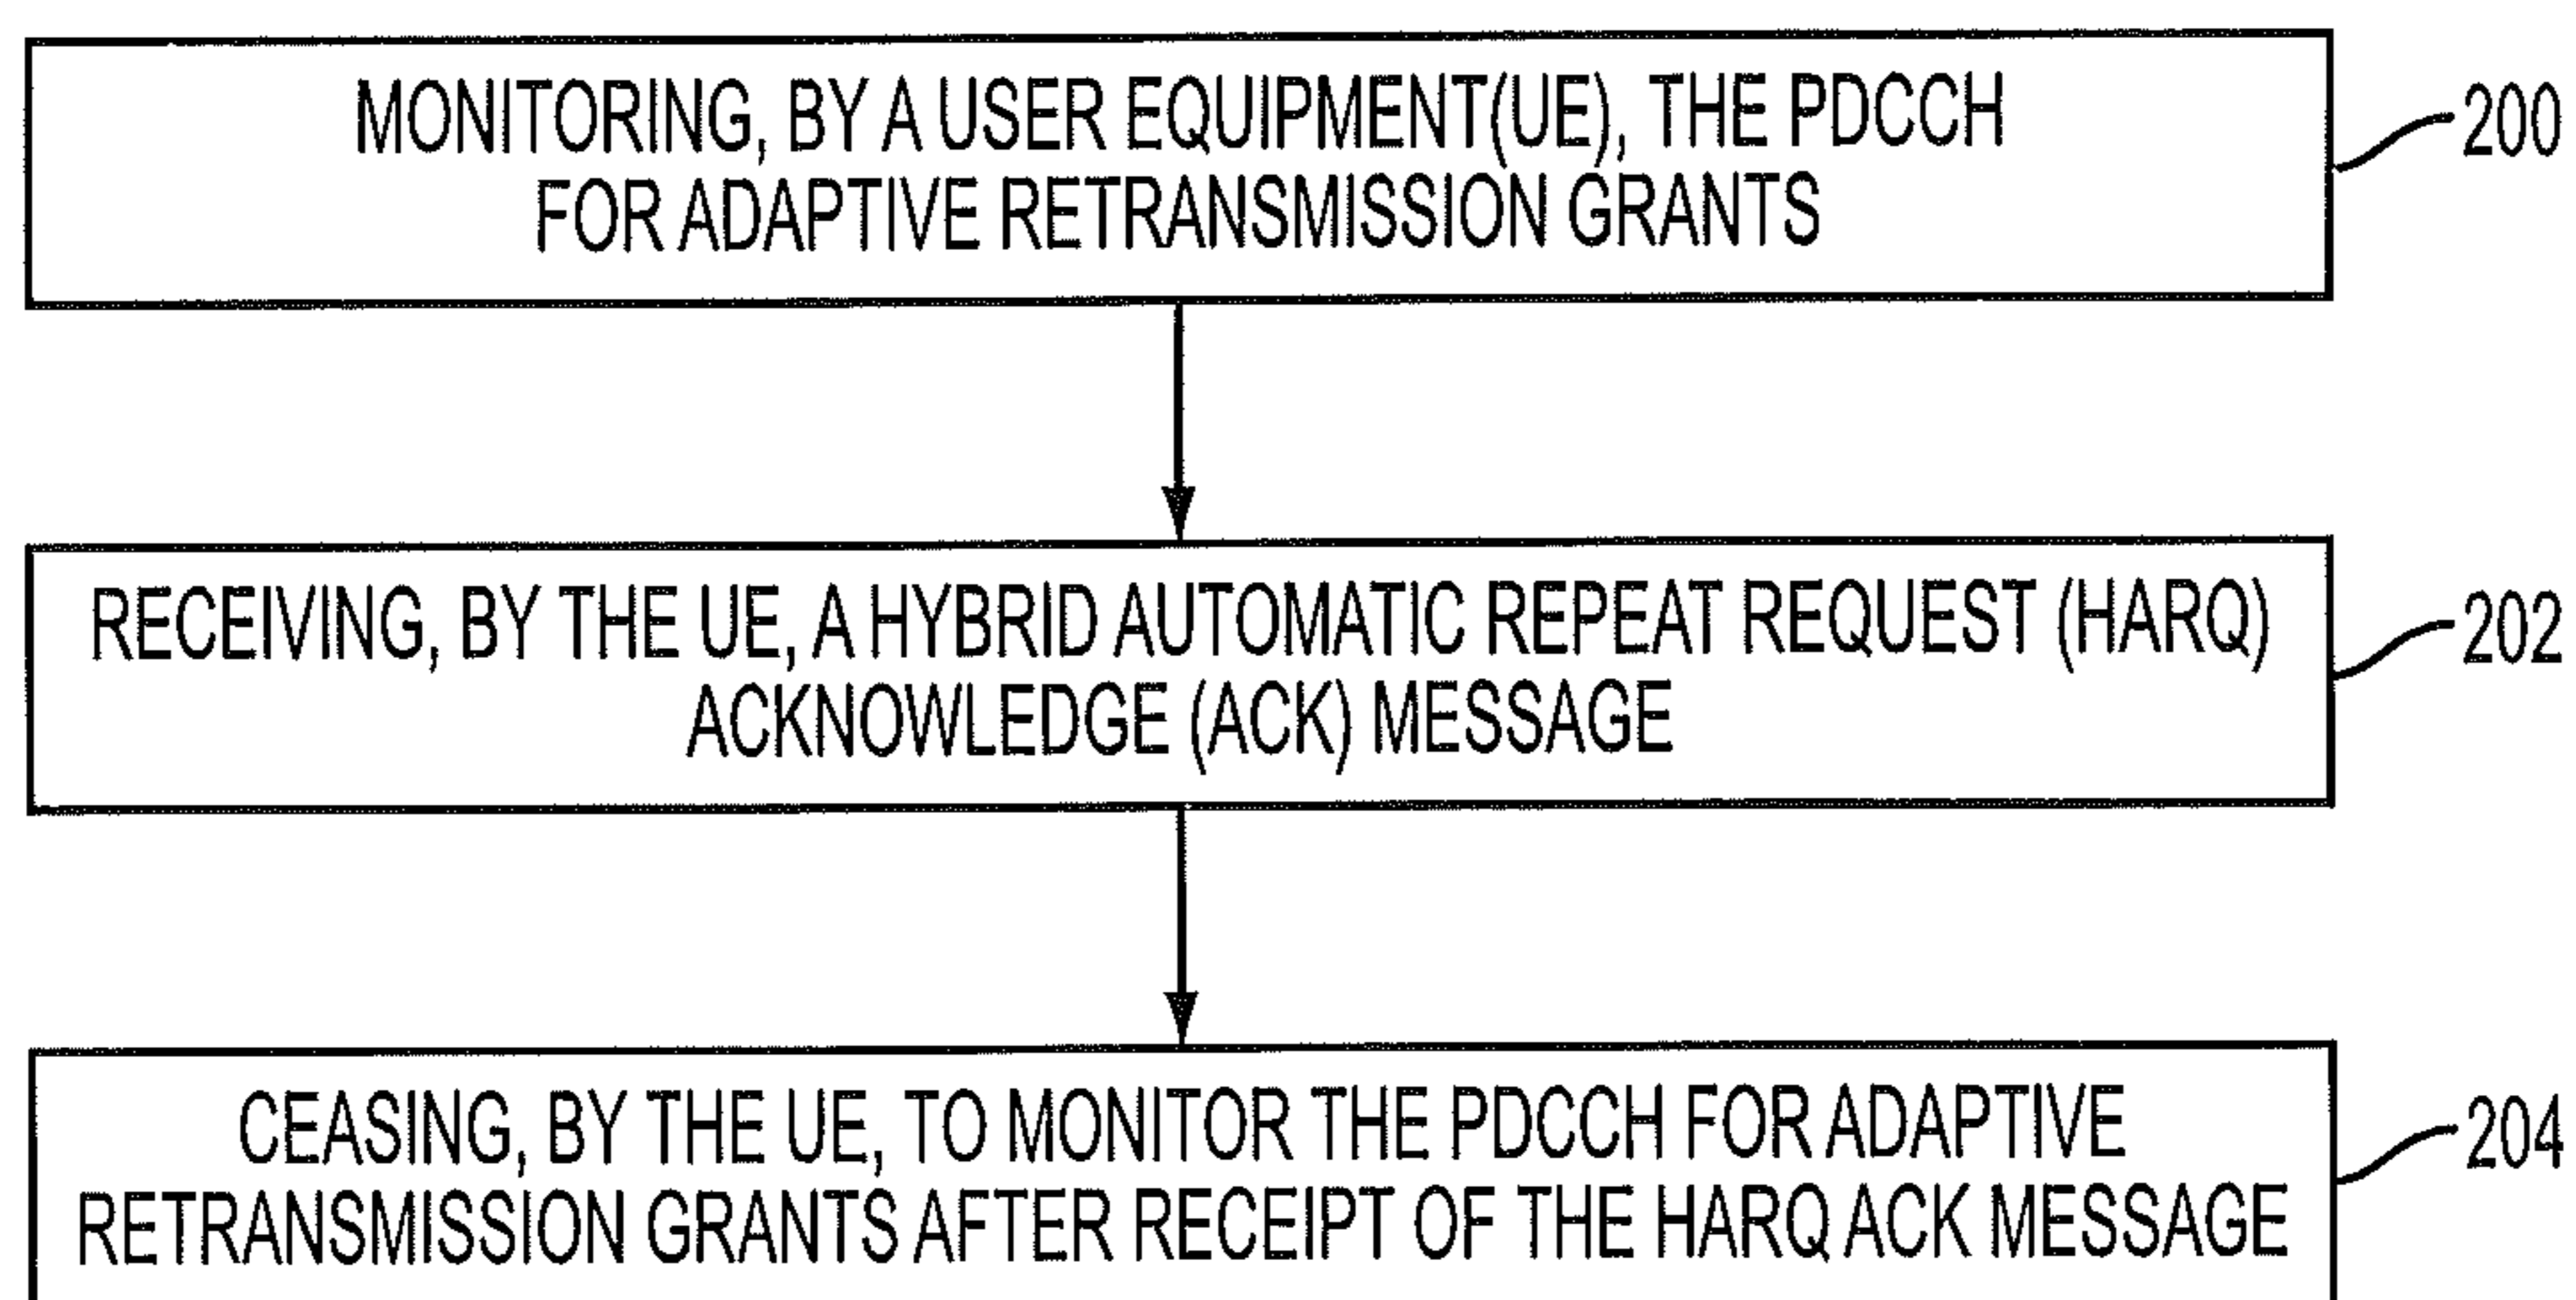 MONITORING, BY A USER EQUIPMENT(UE), THE PDCCH
FOR ADAPTIVE RETRANSMISSION GRANTS
200
RECEIVING, BY THE UE, A HYBRID AUTOMATIC REPEAT REQUEST (HARQ)
ACKNOWLEDGE (ACK) MESSAGE
202
CEASING, BY THE UE, TO MONITOR THE PDCCH FOR ADAPTIVE
RETRANSMISSION GRANTS AFTER RECEIPT OF THE HARQ ACK MESSAGE
204